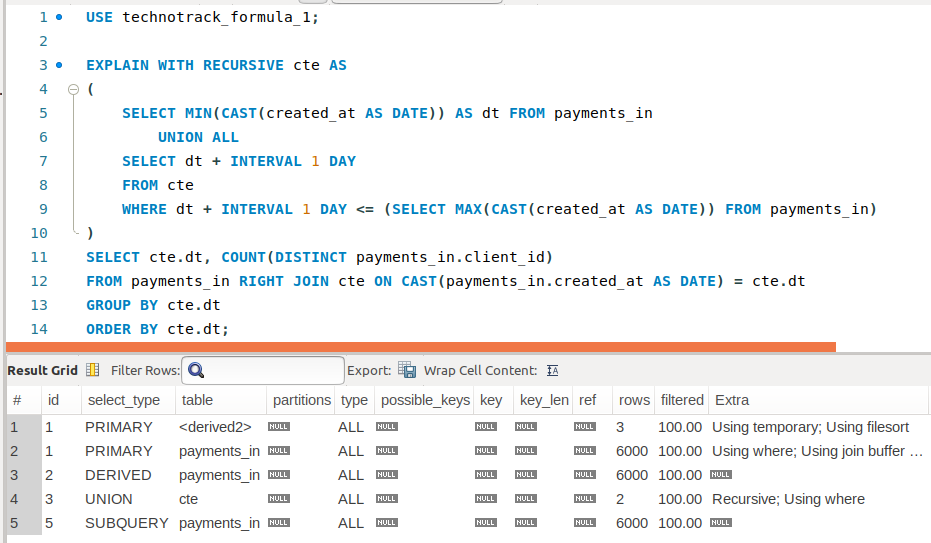 1 USE technotrack_formula_1;
2
3 EXPLAIN WITH RECURSIVE cte AS
4 (
5 SELECT MIN(CAST(created_at AS DATE)) AS dt FROM payments_in
6 UNION ALL
7 SELECT dt + INTERVAL 1 DAY
8 FROM cte
9 WHERE dt + INTERVAL 1 DAY <= (SELECT MAX(CAST(created_at AS DATE)) FROM payments_in)
10 )
11 SELECT cte.dt, COUNT(DISTINCT payments_in.client_id)
12 FROM payments_in RIGHT JOIN cte ON CAST(payments_in.created_at AS DATE) = cte.dt
13 GROUP BY cte.dt
14 ORDER BY cte.dt;
Result Grid Filter Rows: Export: Wrap Cell Content: IA
# id select_type table partitions type possible_keys key key_len ref rows filtered Extra
1 1 PRIMARY <derived2> NULL ALL NULL NULL NULL NULL 3 100.00 Using temporary; Using filesort
2 1 PRIMARY payments_in NULL ALL NULL NULL NULL NULL 6000 100.00 Using where; Using join buffer ...
3 2 DERIVED payments_in NULL ALL NULL NULL NULL NULL 6000 100.00 NULL
4 3 UNION cte NULL ALL NULL NULL NULL NULL 2 100.00 Recursive; Using where
5 5 SUBQUERY payments_in NULL ALL NULL NULL NULL NULL 6000 100.00 NULL